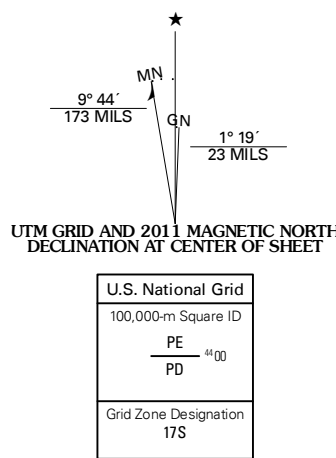 ★
MN
9° 44´
173 MILS
GN
1° 19´
23 MILS
UTM GRID AND 2011 MAGNETIC NORTH
DECLINATION AT CENTER OF SHEET
U.S. National Grid
100,000-m Square ID
PE
4400
PD
Grid Zone Designation
17S